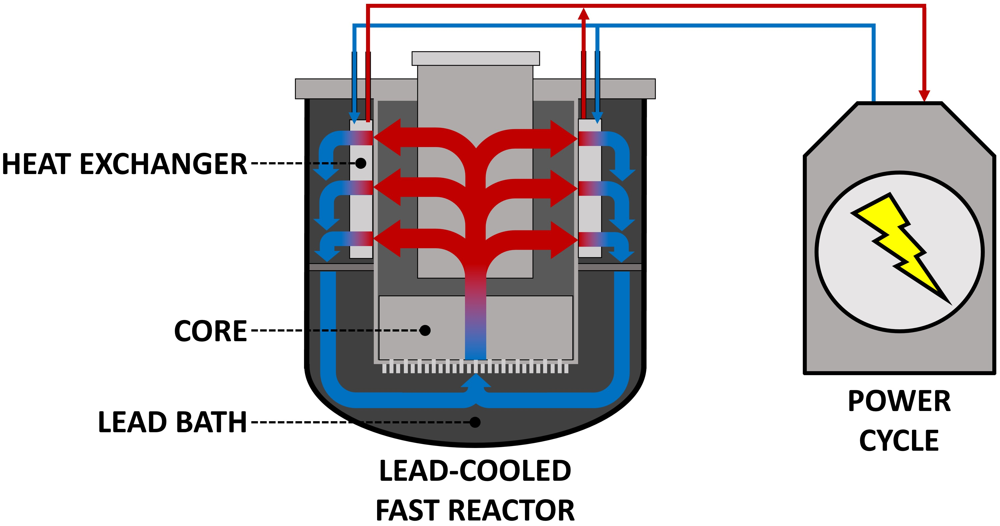 HEAT EXCHANGER
CORE
LEAD BATH
LEAD-COOLED
FAST REACTOR
POWER
CYCLE